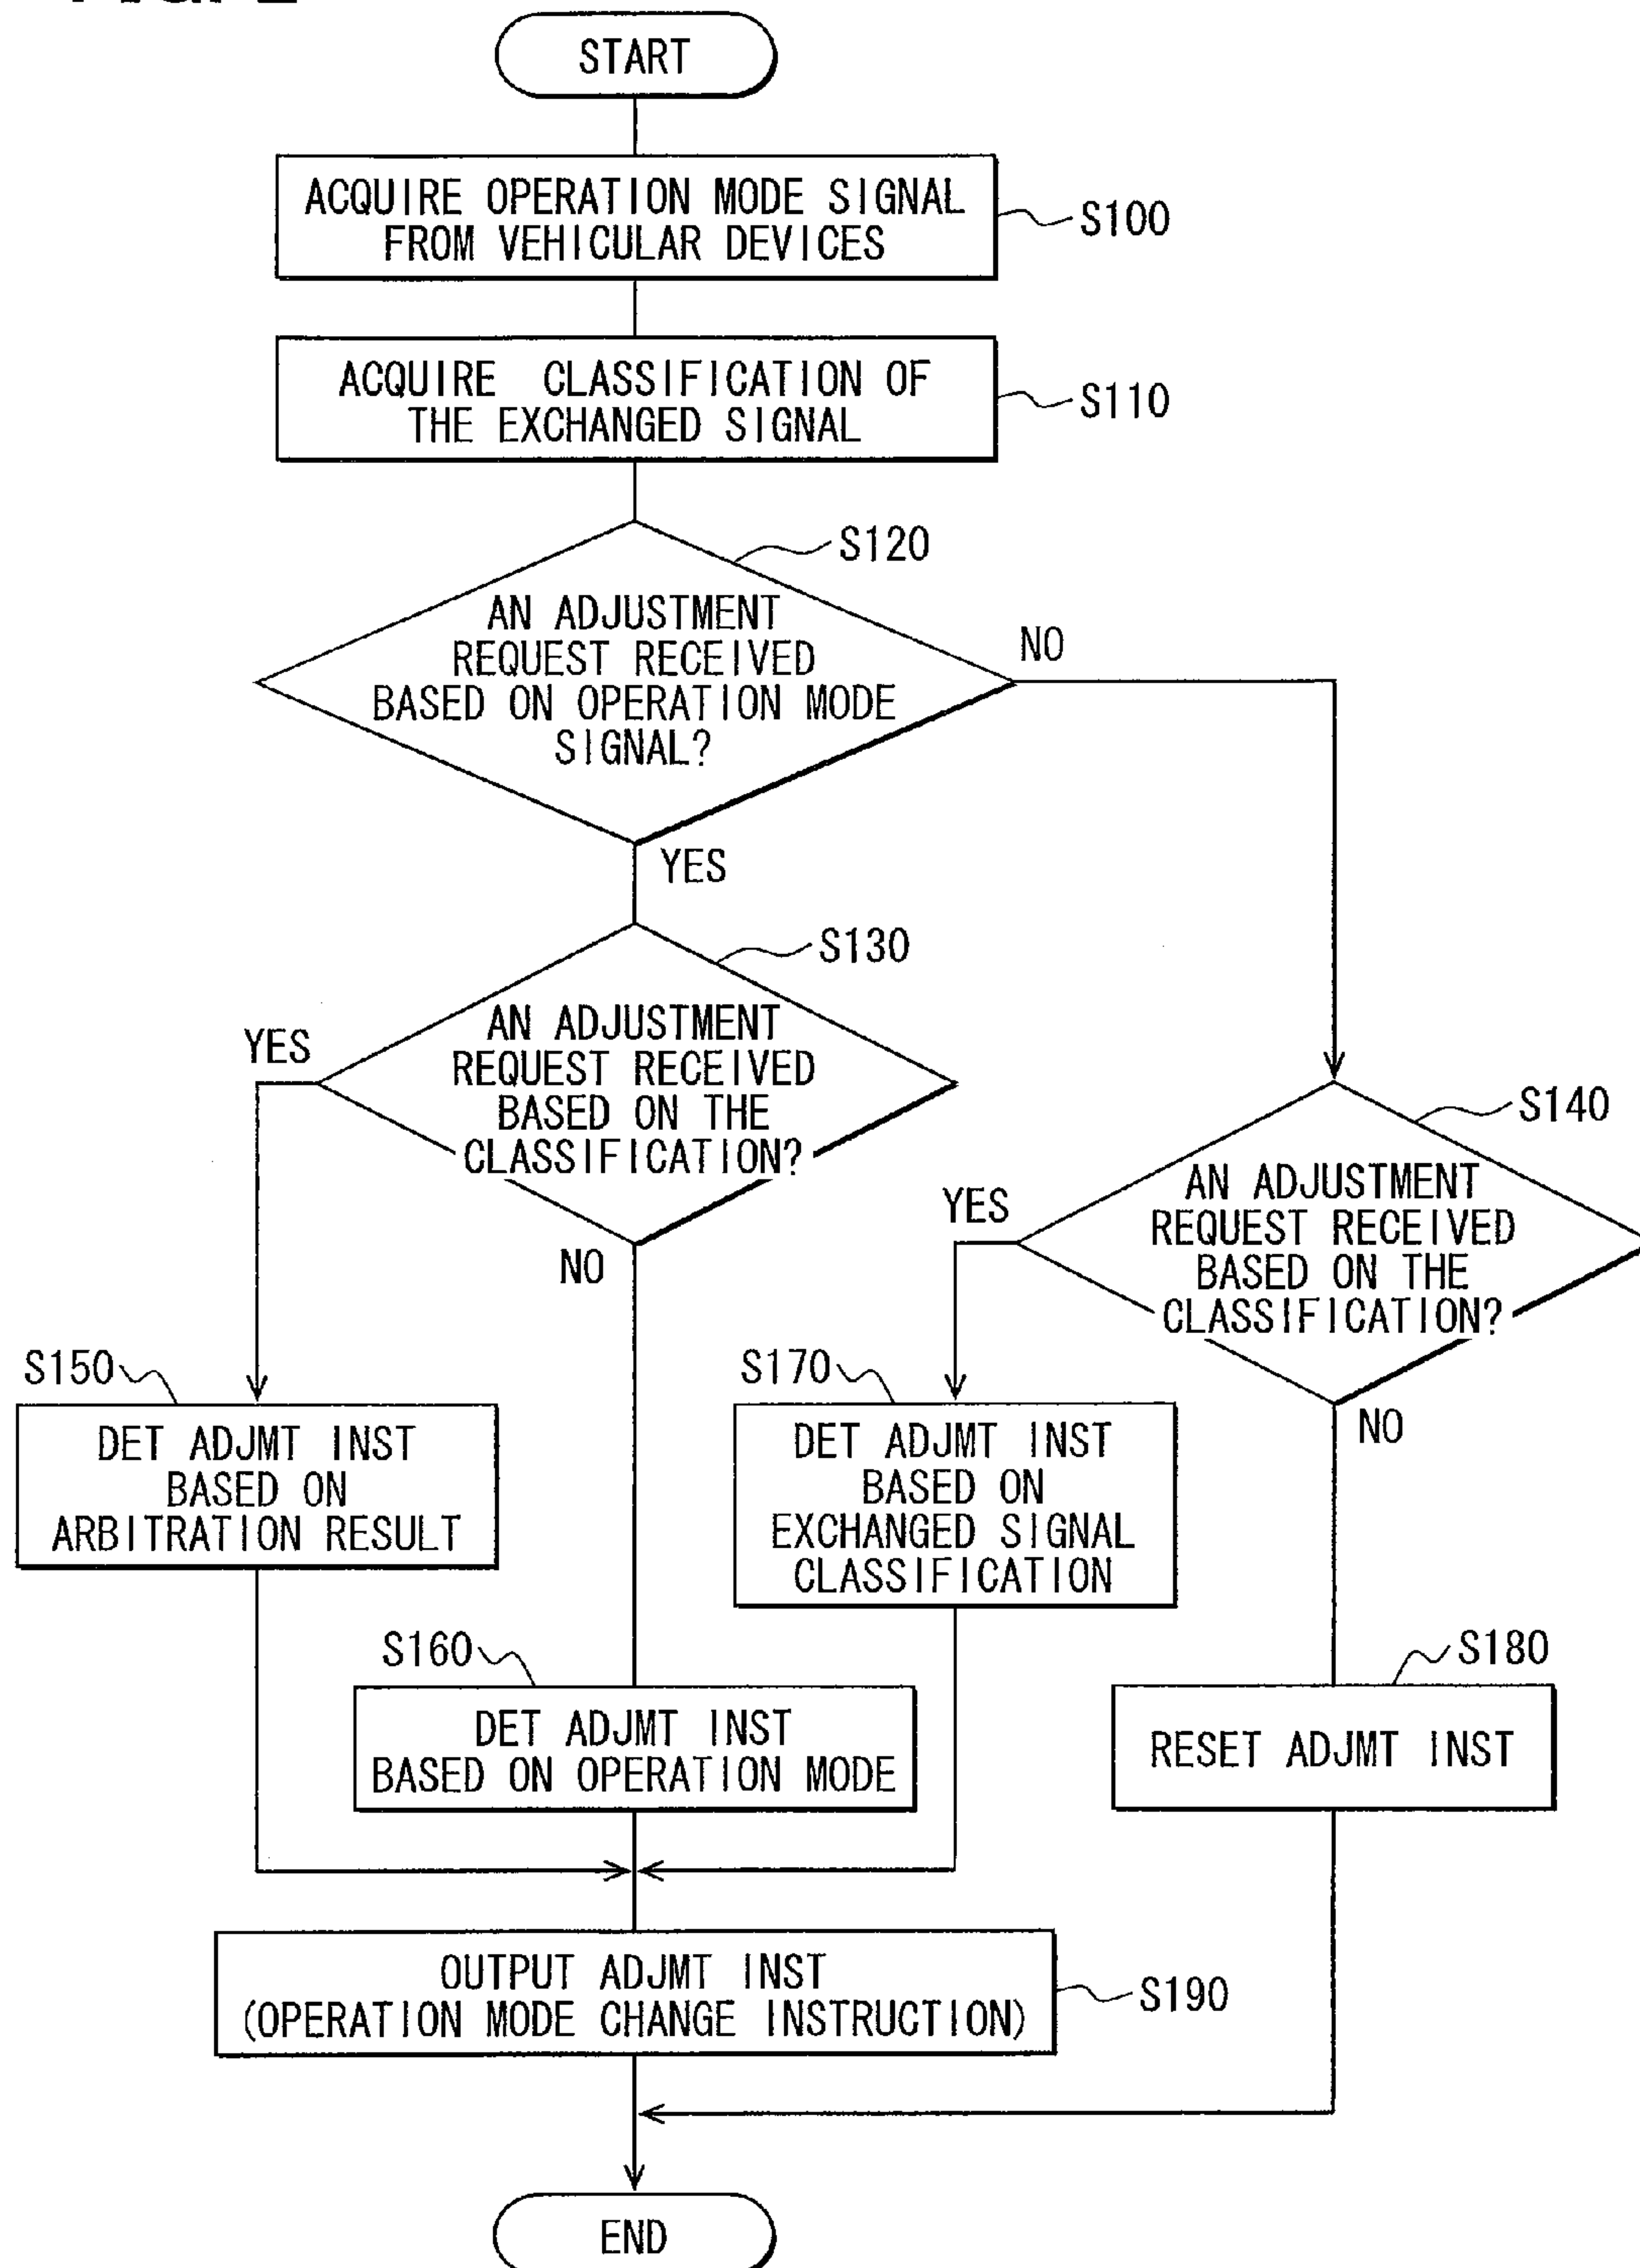 START
ACQUIRE OPERATION MODE SIGNAL
FROM VEHICULAR DEVICES
S100
ACQUIRE CLASSIFICATION OF
THE EXCHANGED SIGNAL
S110
S120
AN ADJUSTMENT
REQUEST RECEIVED
BASED ON OPERATION MODE
SIGNAL?
NO
YES
S130
AN ADJUSTMENT
REQUEST RECEIVED
BASED ON THE
CLASSIFICATION?
YES
NO
S140
AN ADJUSTMENT
REQUEST RECEIVED
BASED ON THE
CLASSIFICATION?
YES
NO
S150
DET ADJMT INST
BASED ON
ARBITRATION RESULT
S170
DET ADJMT INST
BASED ON
EXCHANGED SIGNAL
CLASSIFICATION
S160
DET ADJMT INST
BASED ON OPERATION MODE
S180
RESET ADJMT INST
OUTPUT ADJMT INST
(OPERATION MODE CHANGE INSTRUCTION)
S190
END